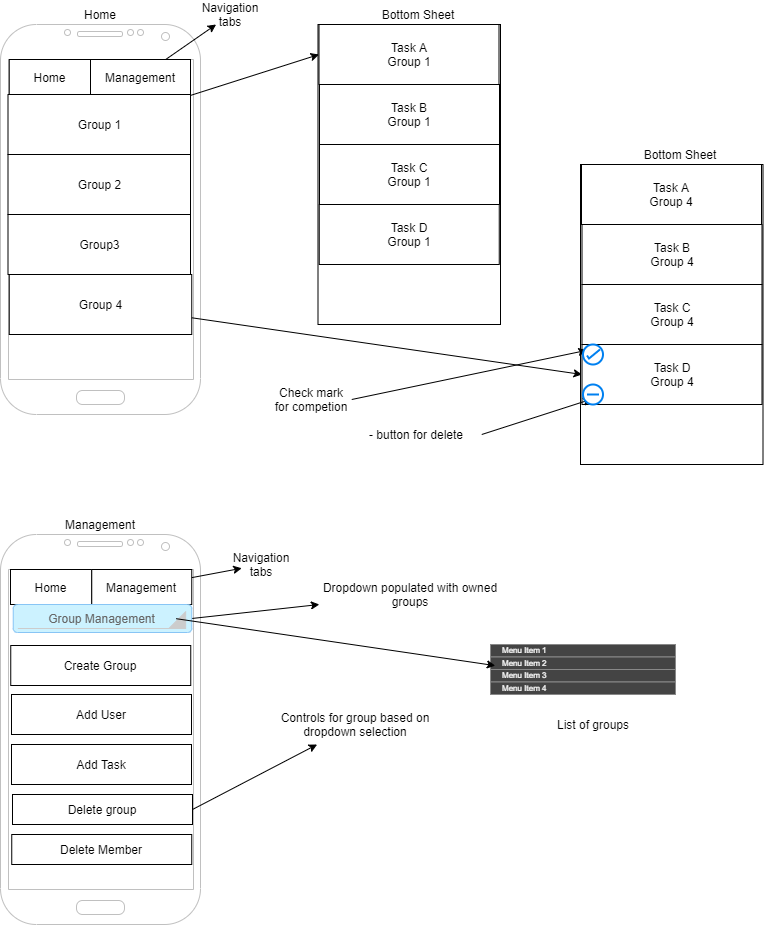 Home
Navigation
tabs
Home
Management
Group 1
Group 2
Group3
Group 4
Bottom Sheet
Task A
Group 1
Task B
Group 1
Task C
Group 1
Task D
Group 1
Bottom Sheet
Task A
Group 4
Task B
Group 4
Task C
Group 4
Task D
Group 4
Check mark
for competion
- button for delete
Management
Navigation
tabs
Home
Management
Group Management
Create Group
Add User
Add Task
Delete group
Delete Member
Dropdown populated with owned
groups
Menu Item 1
Menu Item 2
Menu Item 3
Menu Item 4
List of groups
Controls for group based on
dropdown selection